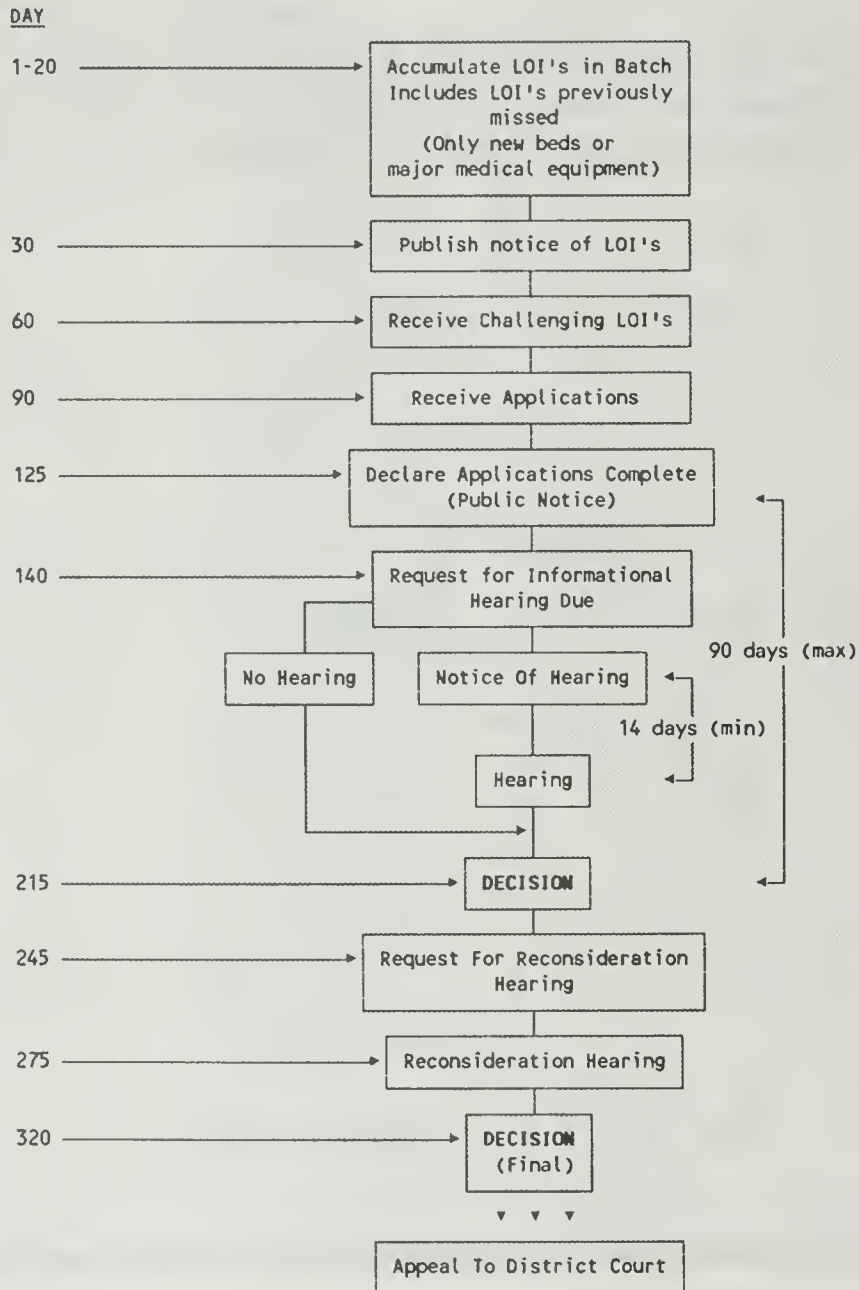 DAY
1-20
Accumulate LOI's in Batch
Includes LOI's previously
missed
(Only new beds or
major medical equipment)
30
Publish notice of LOI's
60
Receive Challenging LOI's
90
Receive Applications
125
Declare Applications Complete
(Public Notice)
140
Request for Informational
Hearing Due
90 days (max)
No Hearing
Notice Of Hearing
14 days (min)
Hearing
215
DECISION
245
Request For Reconsideration
Hearing
275
Reconsideration Hearing
320
DECISION
(Final)
Appeal To District Court